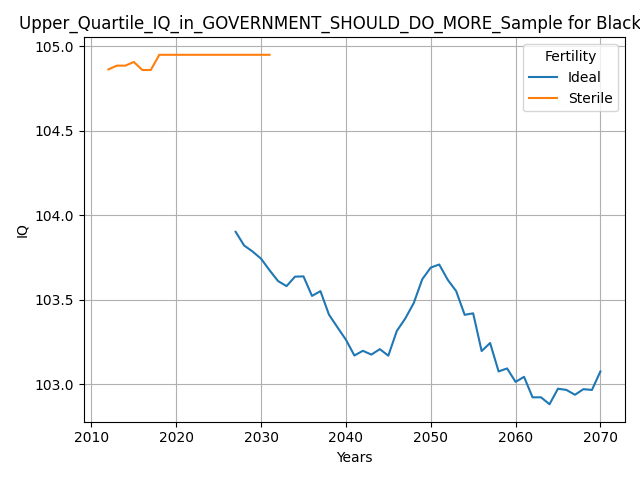 Upper_Quartile_IQ_in_GOVERNMENT_SHOULD_DO_MORE_Sample for Black
105.0
104.5
104.0
103.5
103.0
IQ
Fertility
Ideal
Sterile
2010 2020 2030 2040 2050 2060 2070
Years